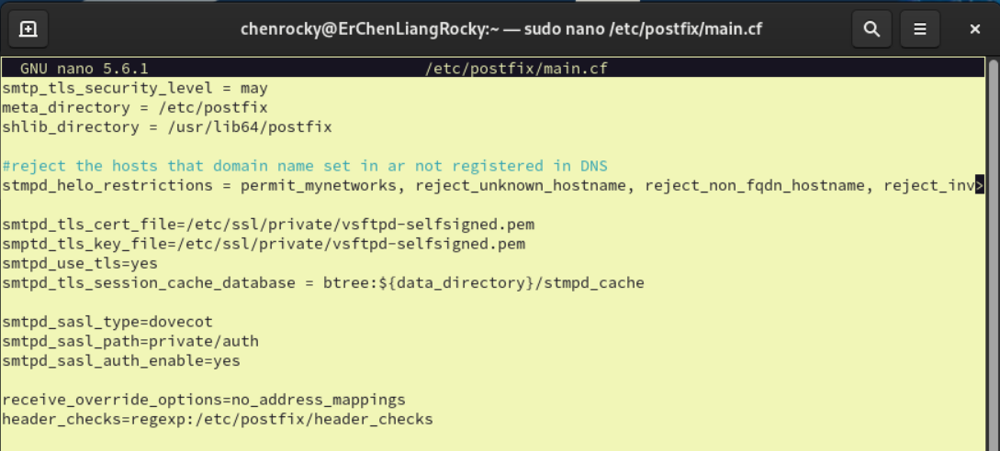 chenrocky@ErChenLiangRocky:~ — sudo nano /etc/postfix/main.cf
GNU nano 5.6.1 /etc/postfix/main.cf
smtp_tls_security_level = may
meta_directory = /etc/postfix
shlib_directory = /usr/lib64/postfix
#reject the hosts that domain name set in ar not registered in DNS
stmpd_helo_restrictions = permit_mynetworks, reject_unknown_hostname, reject_non_fqdn_hostname, reject_inv>
smtpd_tls_cert_file=/etc/ssl/private/vsftpd-selfsigned.pem
smptd_tls_key_file=/etc/ssl/private/vsftpd-selfsigned.pem
smtpd_use_tls=yes
smtpd_tls_session_cache_database = btree:${data_directory}/stmpd_cache
smtpd_sasl_type=dovecot
smtpd_sasl_path=private/auth
smtpd_sasl_auth_enable=yes
receive_override_options=no_address_mappings
header_checks=regexp:/etc/postfix/header_checks